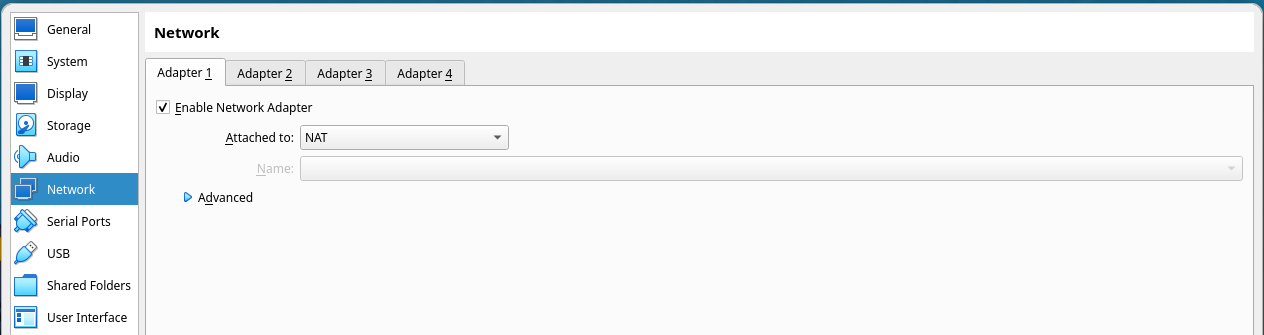 General
System
Display
Storage
Audio
Network
Serial Ports
USB
Shared Folders
User Interface
Network
Adapter 1 Adapter 2 Adapter 3 Adapter 4
Enable Network Adapter
Attached to: NAT
Name:
Advanced